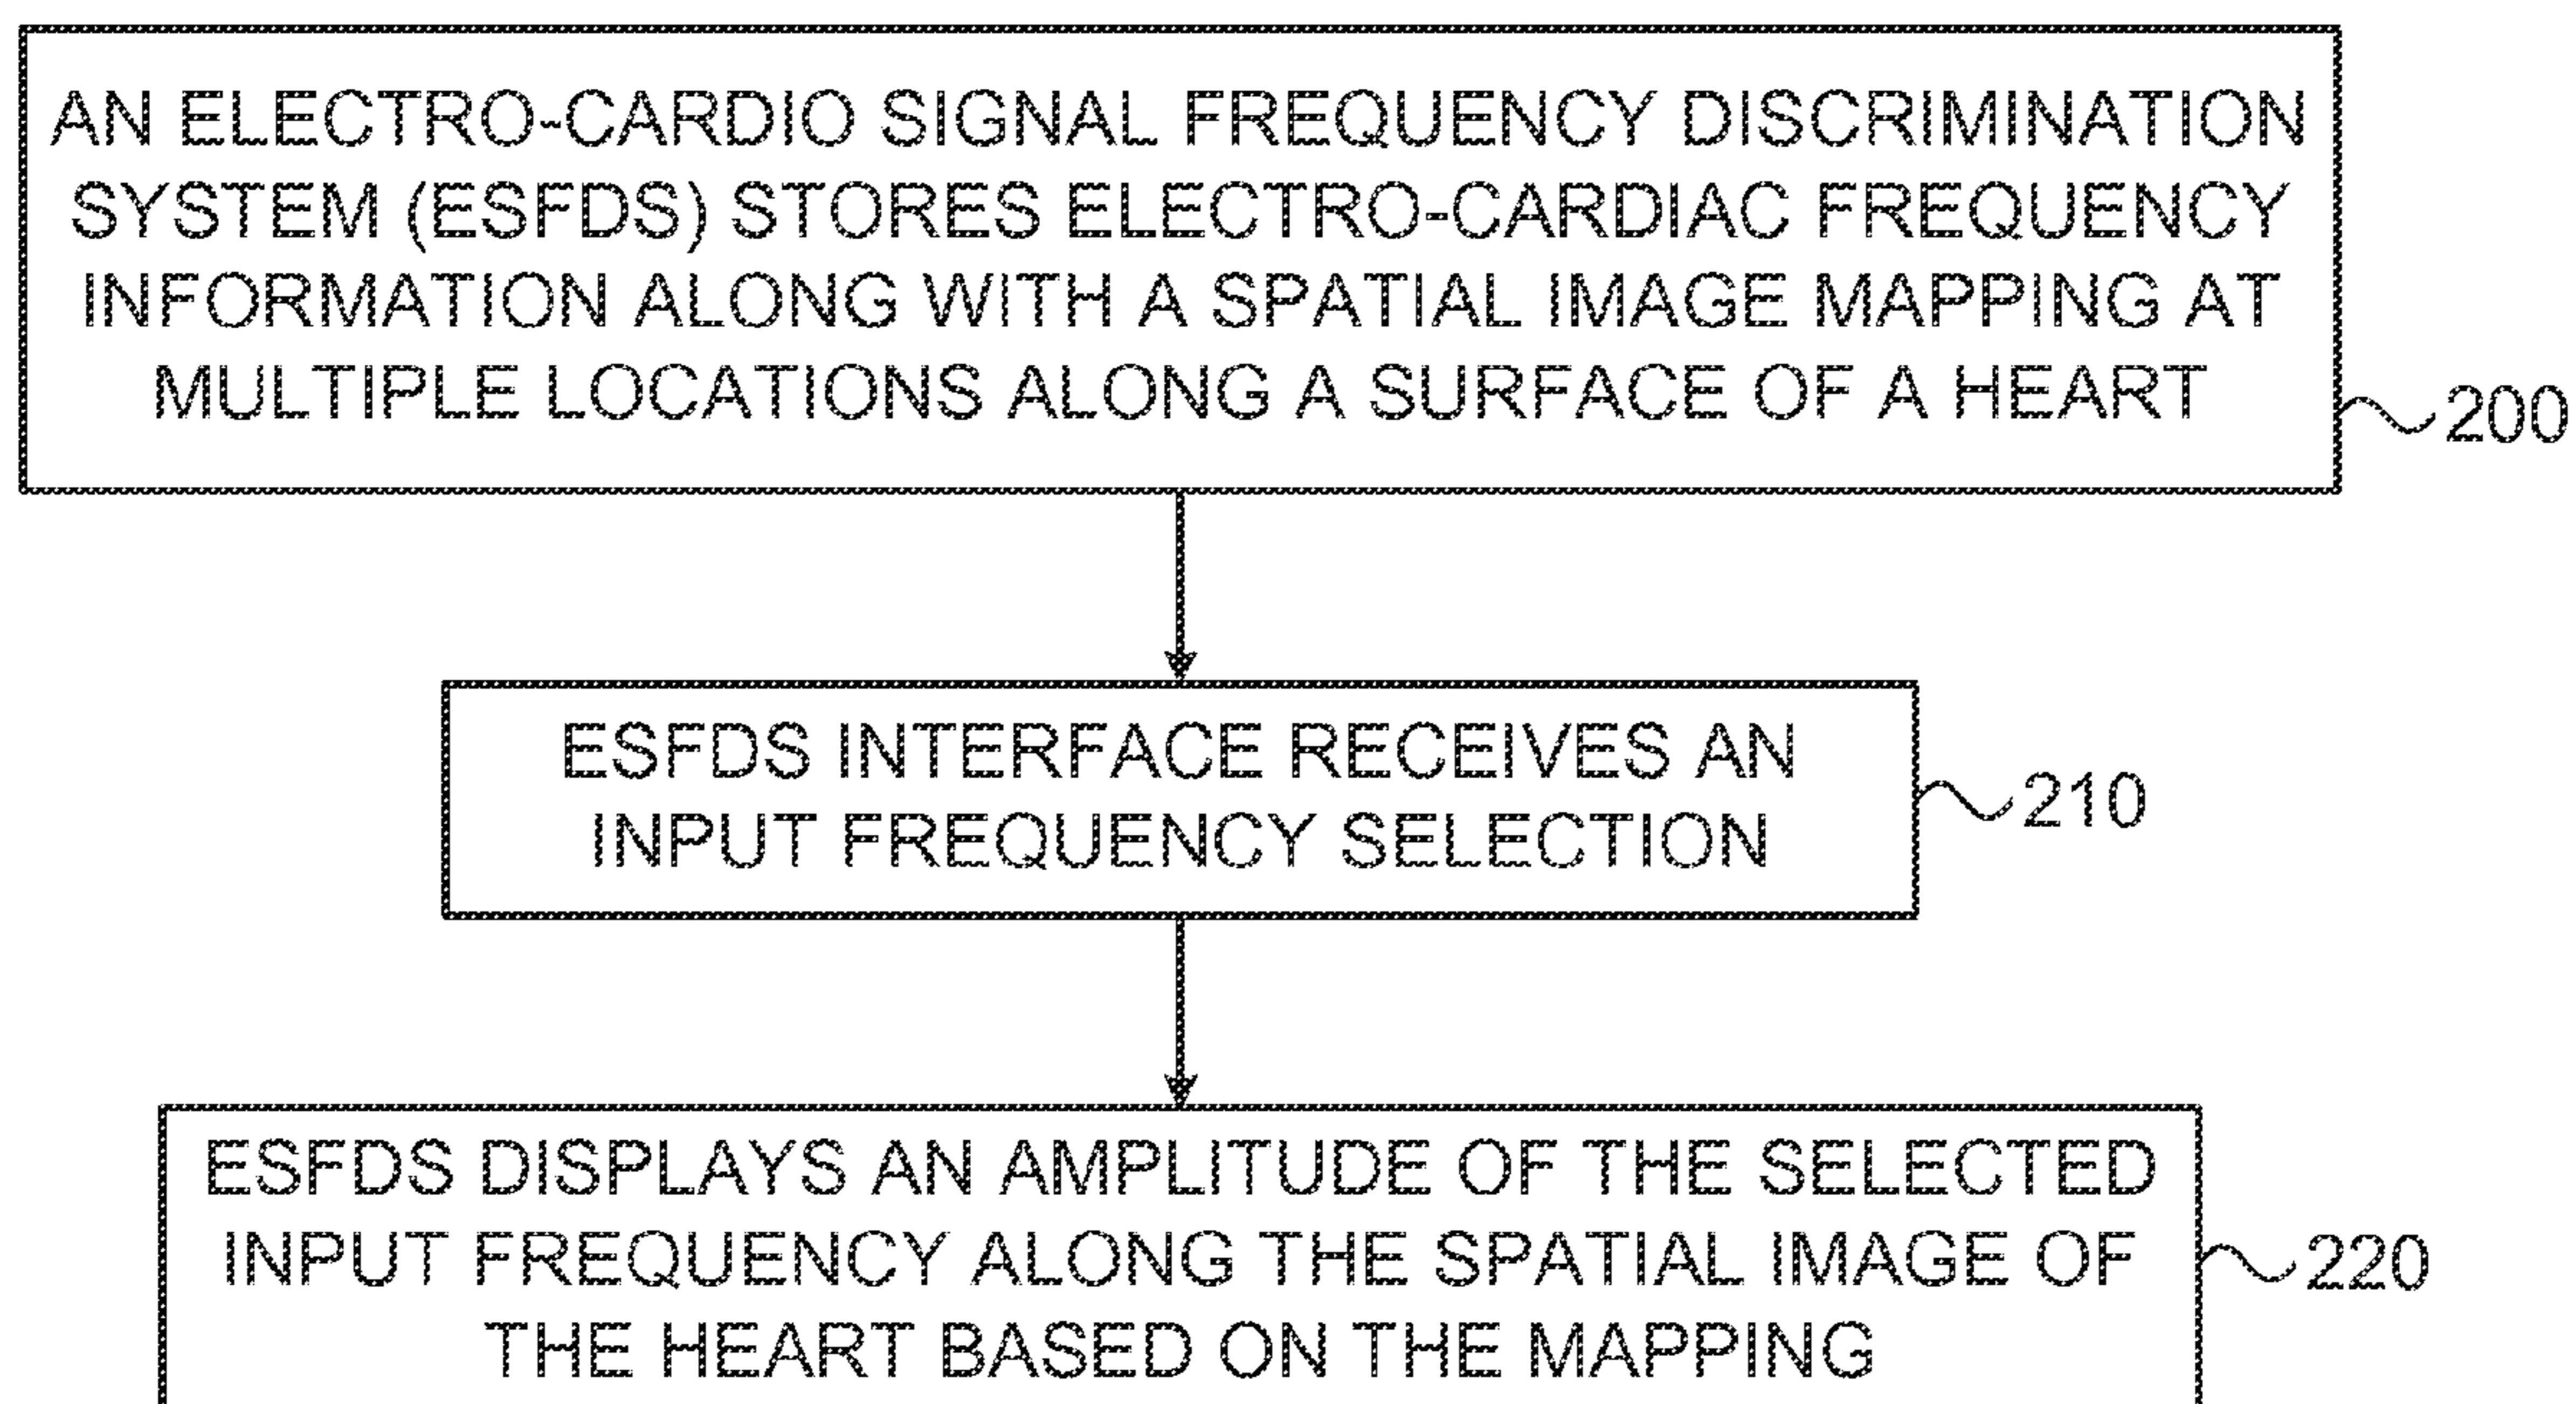 AN ELECTRO-CARDIO SIGNAL FREQUENCY DISCRIMINATION
SYSTEM (ESFDS) STORES ELECTRO-CARDIAC FREQUENCY
INFORMATION ALONG WITH A SPATIAL IMAGE MAPPING AT
MULTIPLE LOCATIONS ALONG A SURFACE OF A HEART
200
ESFDS INTERFACE RECEIVES AN
INPUT FREQUENCY SELECTION
210
ESFDS DISPLAYS AN AMPLITUDE OF THE SELECTED
INPUT FREQUENCY ALONG THE SPATIAL IMAGE OF
THE HEART BASED ON THE MAPPING
220